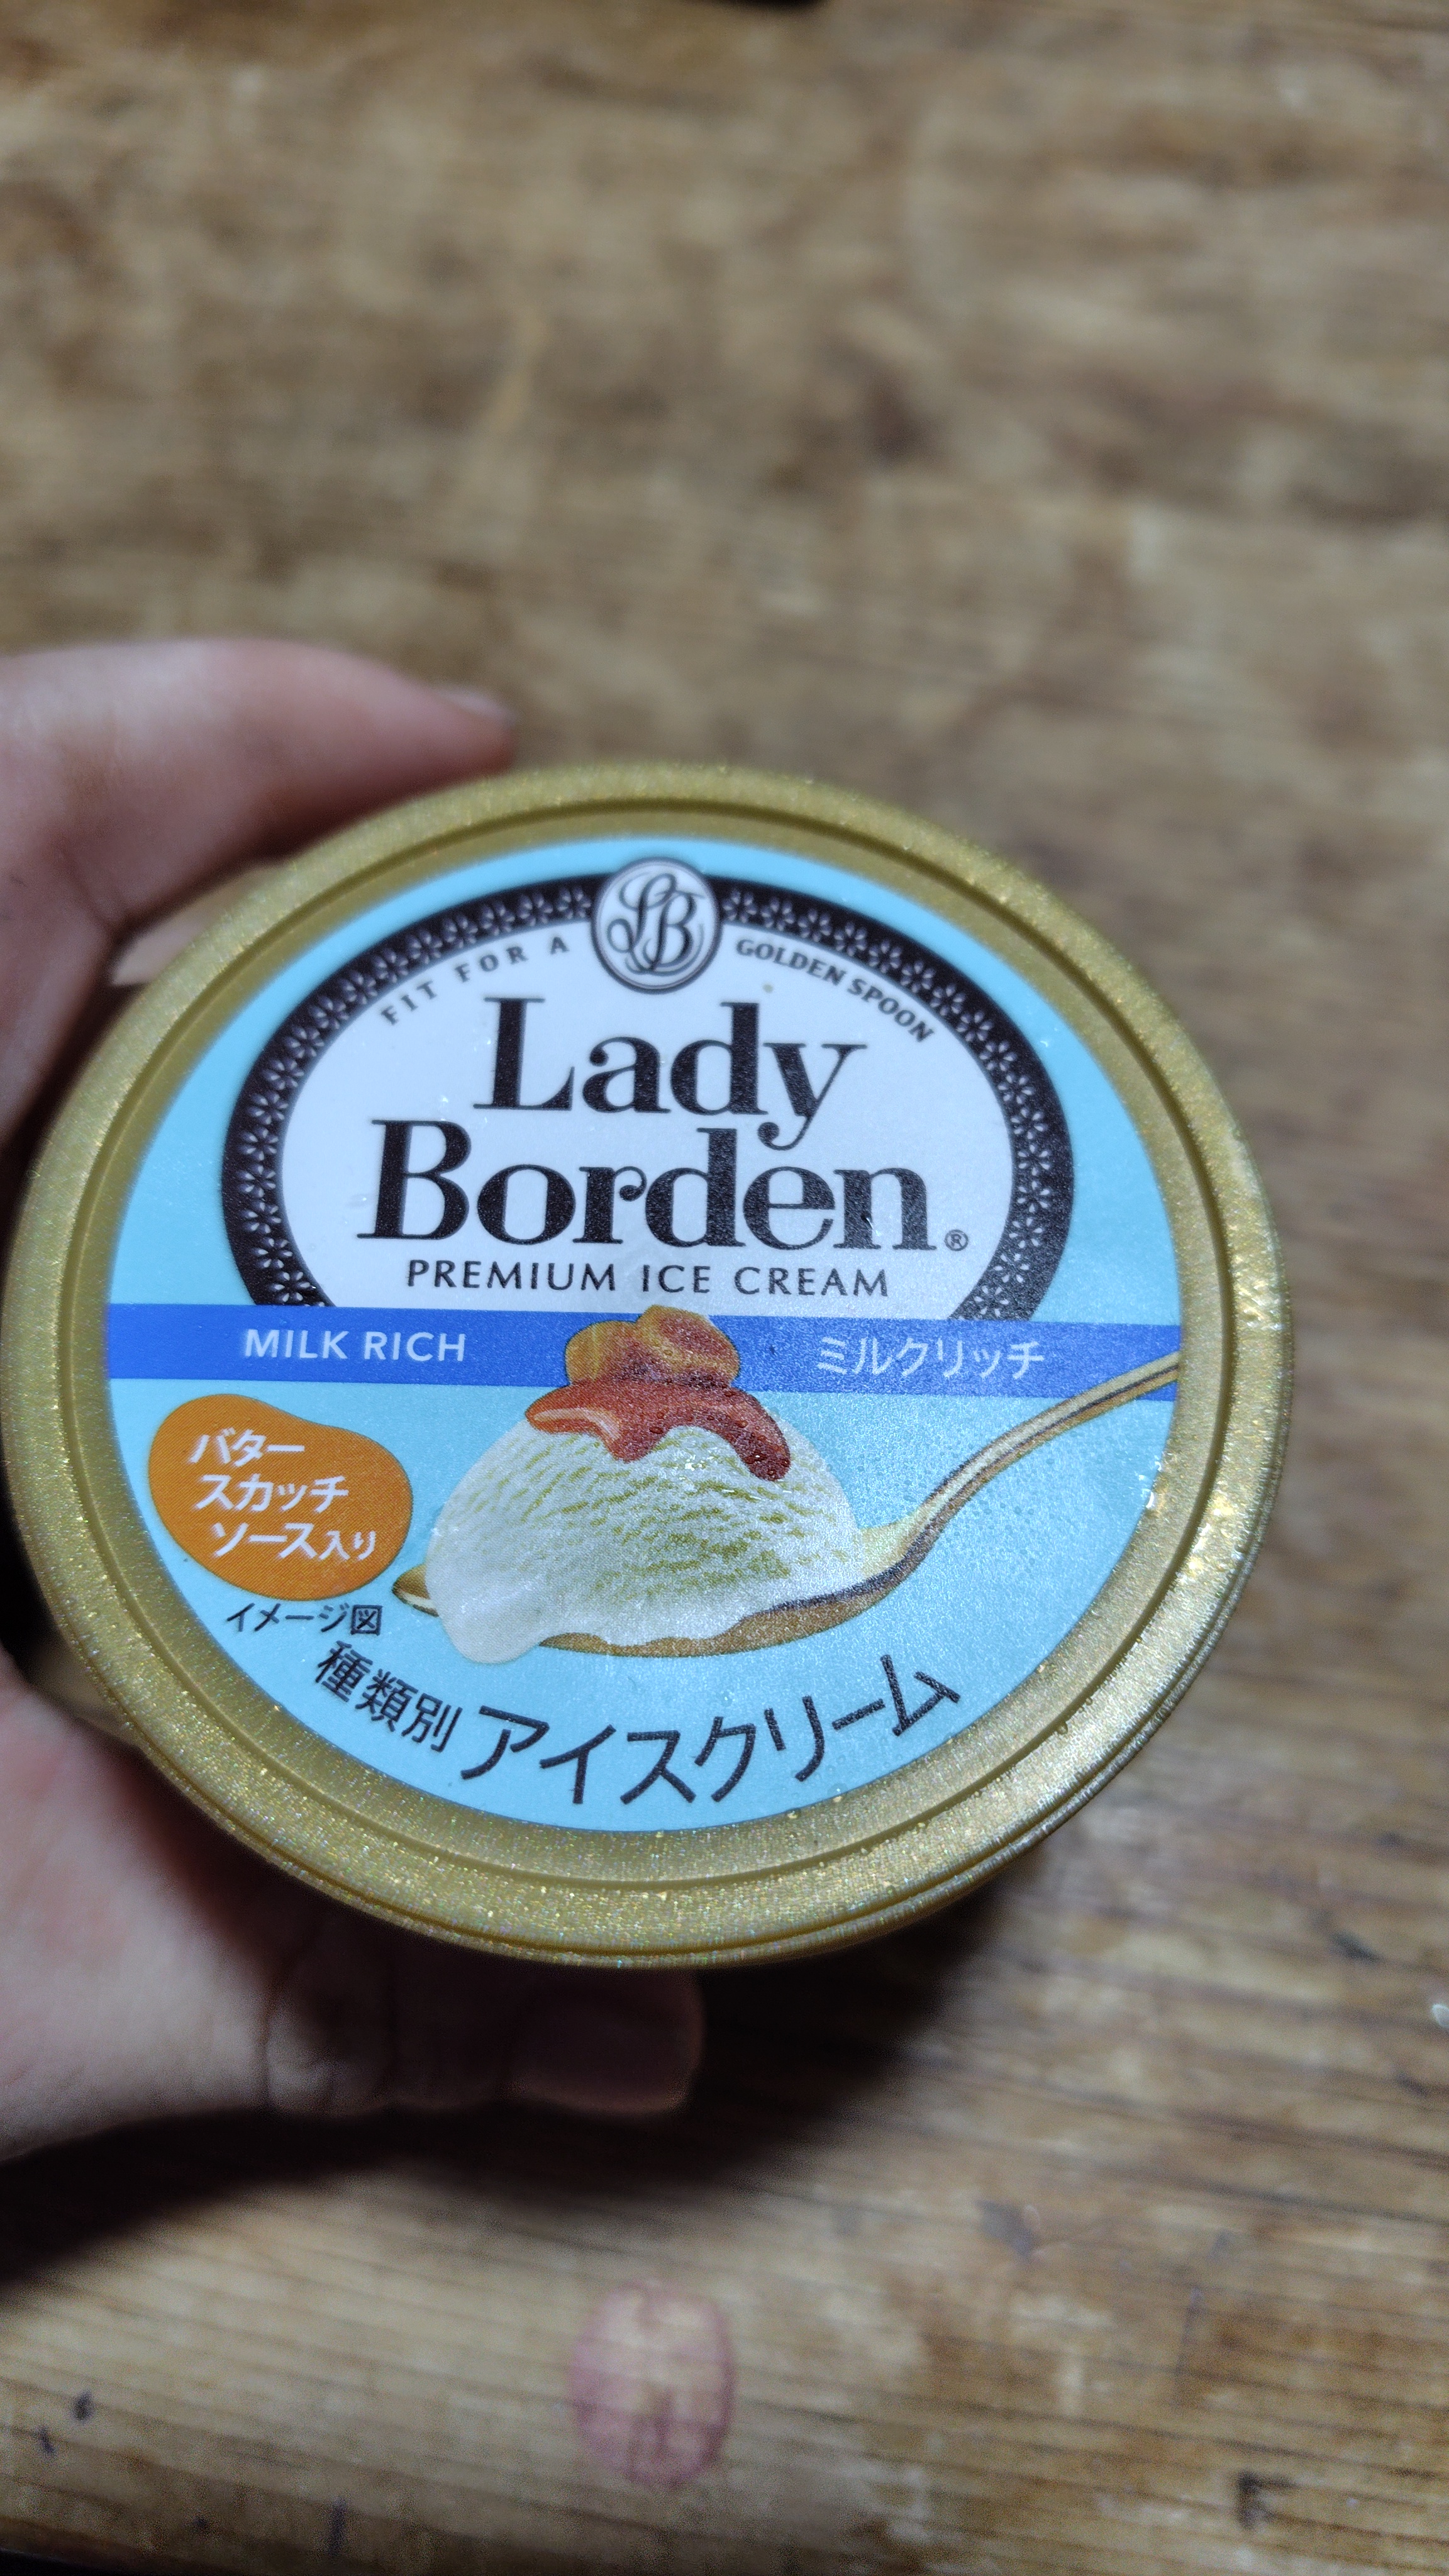 LB
FIT FOR A GOLDEN SPOON
Lady
Borden®
PREMIUM ICE CREAM
MILK RICH ミルクリッチ
バター
スカッチ
ソース入り
イメージ図
種類別 アイスクリーム